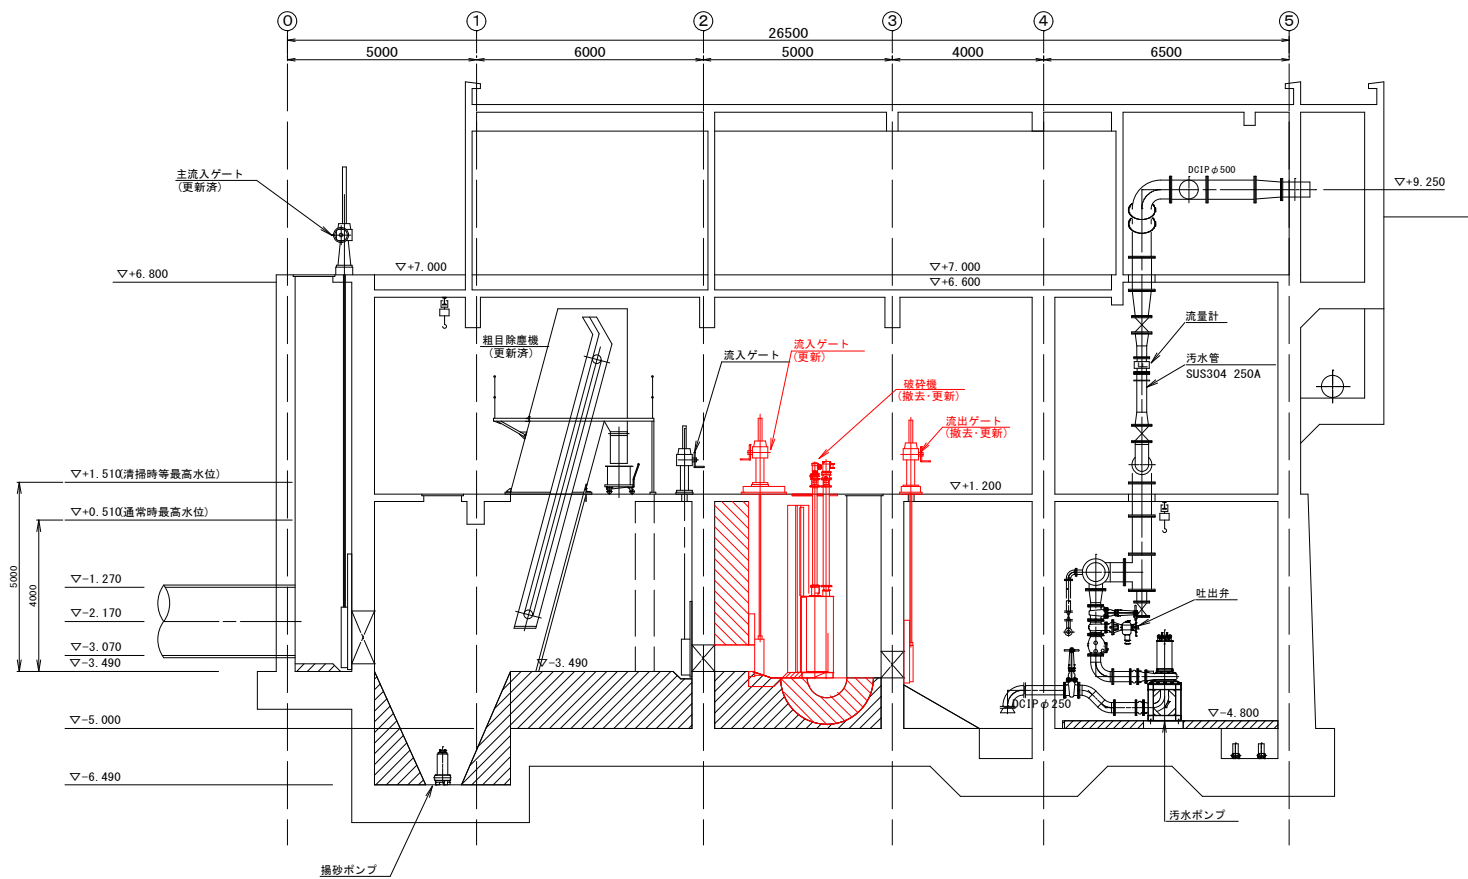 0 1 2 3 4 5
26500
5000 6000 5000 4000 6500
主流入ゲート
(更新済)
DCIPφ500
▽+9.250
▽+6.800
▽+7.000
▽+7.000
▽+6.600
流量計
粗目除塵機
(更新済)
流入ゲート
流入ゲート
(更新)
汚水管
SUS304 250A
破砕機
(撤去・更新)
流出ゲート
(撤去・更新)
▽+1.510(清掃時等最高水位)
▽+1.200
▽+0.510(通常時最高水位)
5000
4000
▽-1.270
▽-2.170
吐出弁
▽-3.070
▽-3.490
▽-3.490
DCIPφ250
▽-4.800
▽-5.000
▽-6.490
汚水ポンプ
揚砂ポンプ